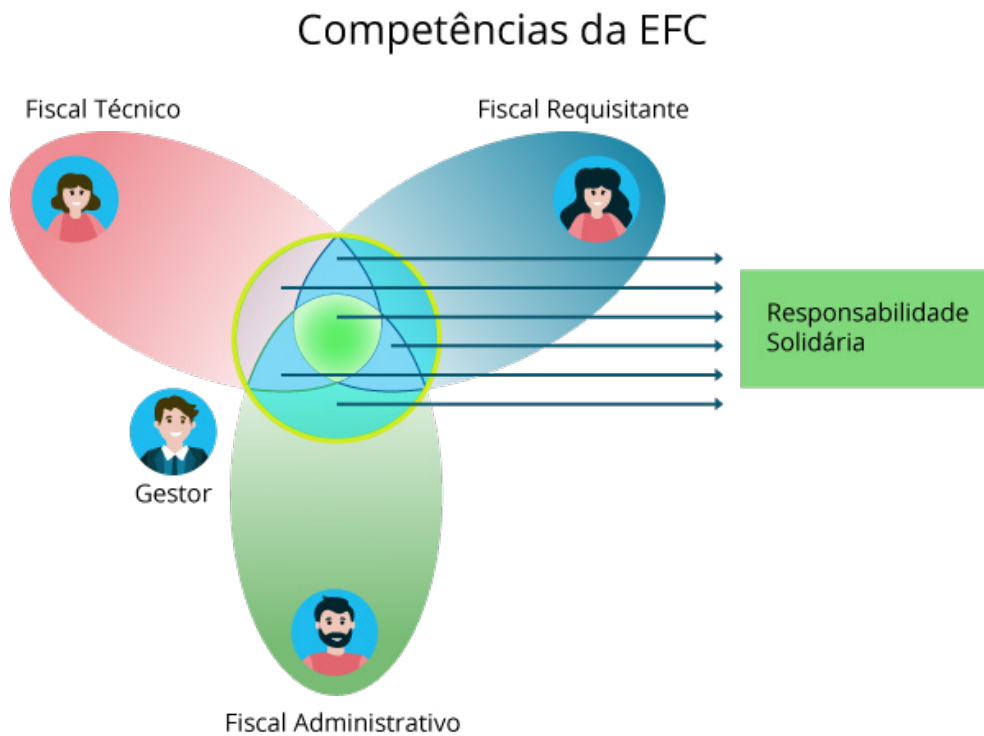 Competências da EFC
Fiscal Técnico
Fiscal Requisitante
Responsabilidade
Solidária
Gestor
Fiscal Administrativo